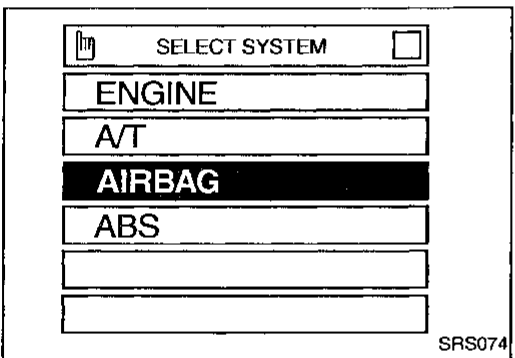 SELECT SYSTEM
ENGINE
A/T
AIRBAG
ABS
SRS074